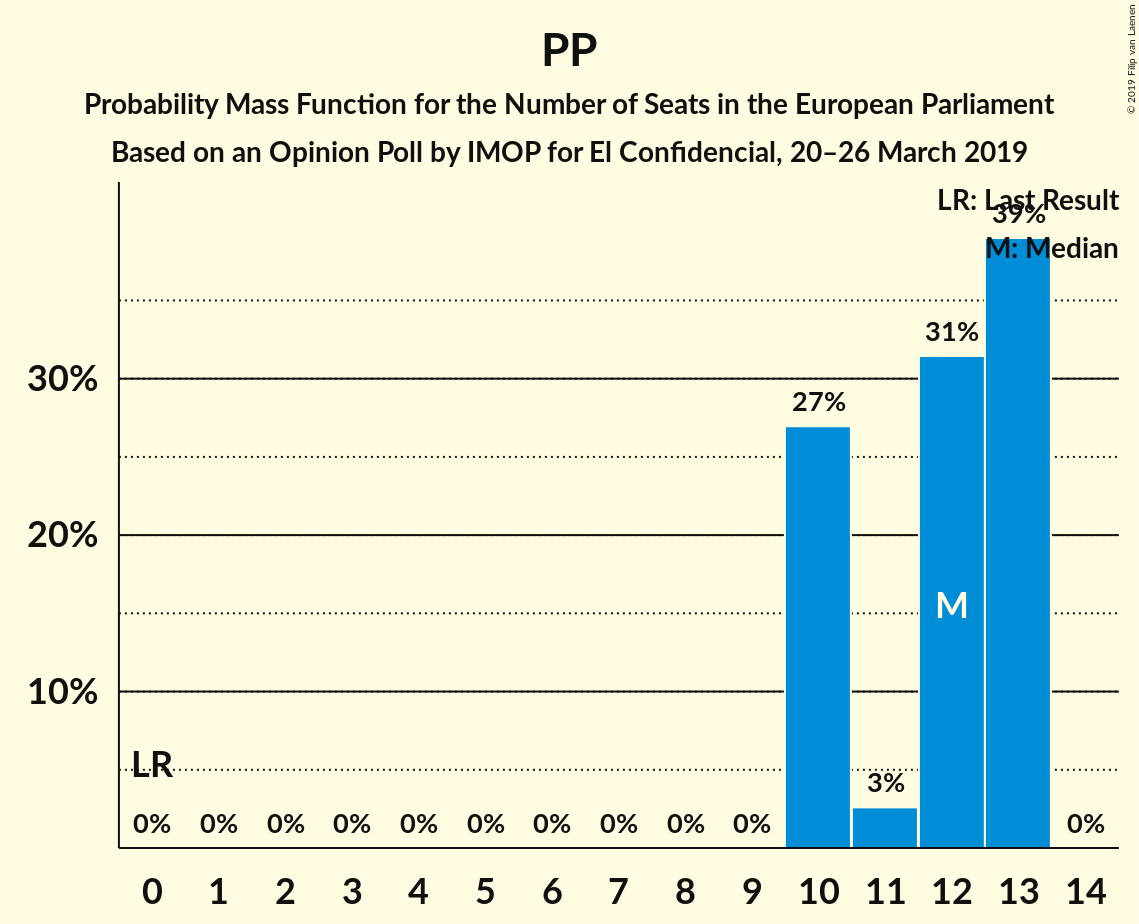 PP
Probability Mass Function for the Number of Seats in the European Parliament
Based on an Opinion Poll by IMOP for El Confidencial, 20–26 March 2019
© 2019 Filip van Laenen
LR: Last Result
M: Median
39%
31%
30%
27%
20%
M
10%
LR
3%
0% 0% 0% 0% 0% 0% 0% 0% 0% 0% 0%
0 1 2 3 4 5 6 7 8 9 10 11 12 13 14